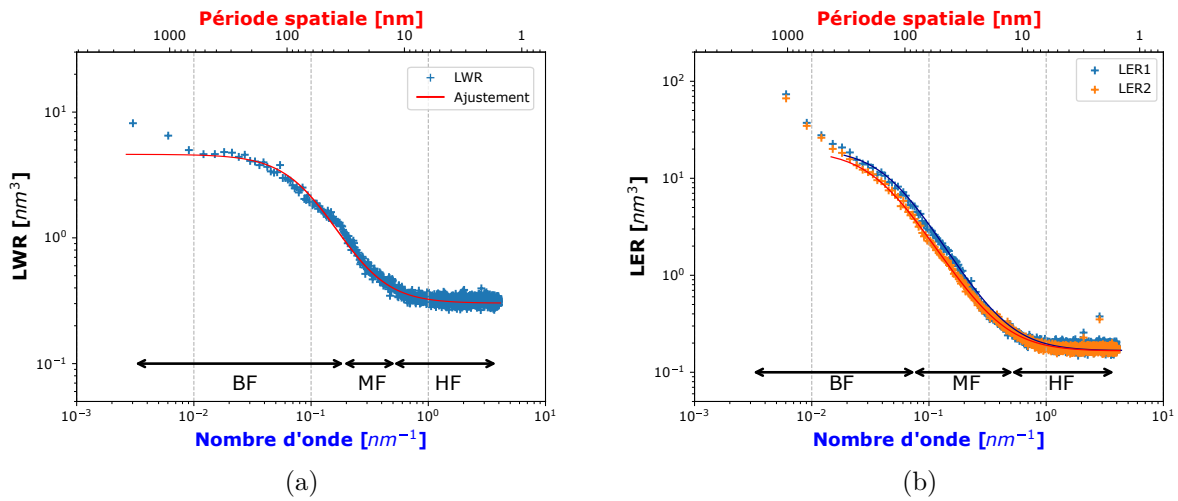 Période spatiale [nm]
1000 100 10 1
10^1
10^0
10^{-1}
LWR [nm^3]
LWR
Ajustement
BF MF HF
10^{-3} 10^{-2} 10^{-1} 10^0 10^1
Nombre d'onde [nm^{-1}]
(a)
Période spatiale [nm]
1000 100 10 1
10^2
10^1
10^0
10^{-1}
LER [nm^3]
LER1
LER2
BF MF HF
10^{-3} 10^{-2} 10^{-1} 10^0 10^1
Nombre d'onde [nm^{-1}]
(b)